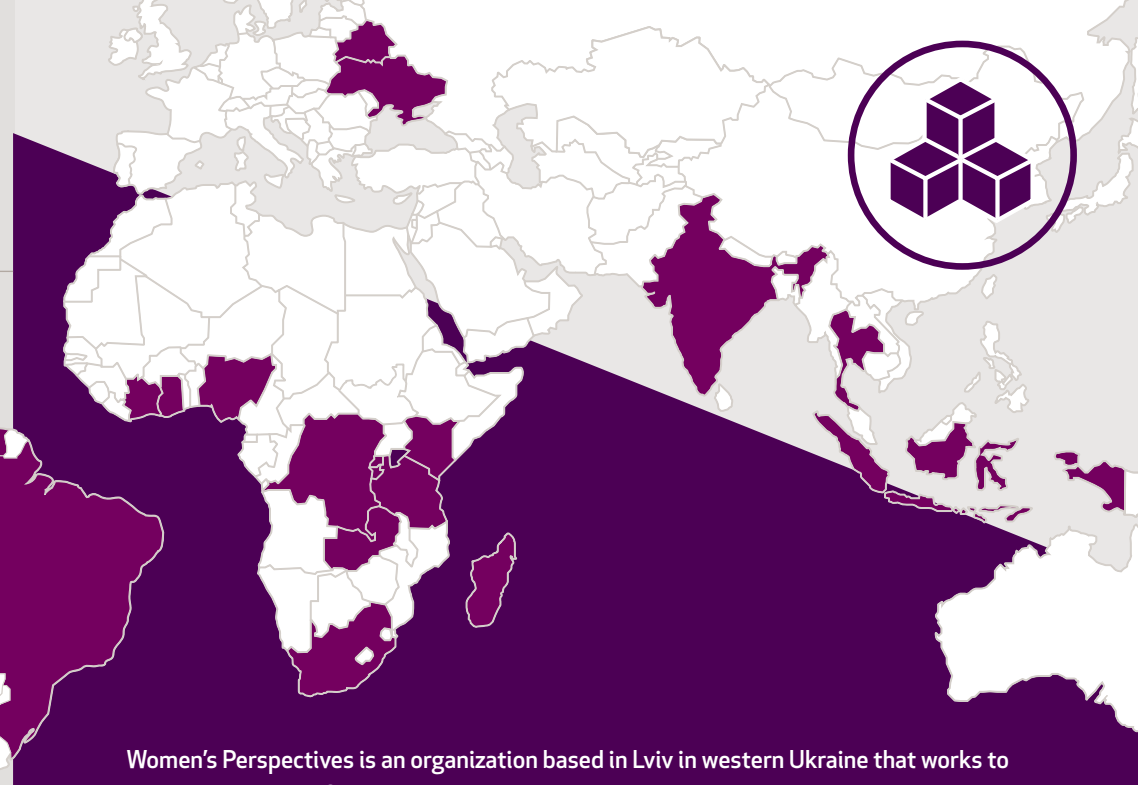 Women's Perspectives is an organization based in Lviv in western Ukraine that works to